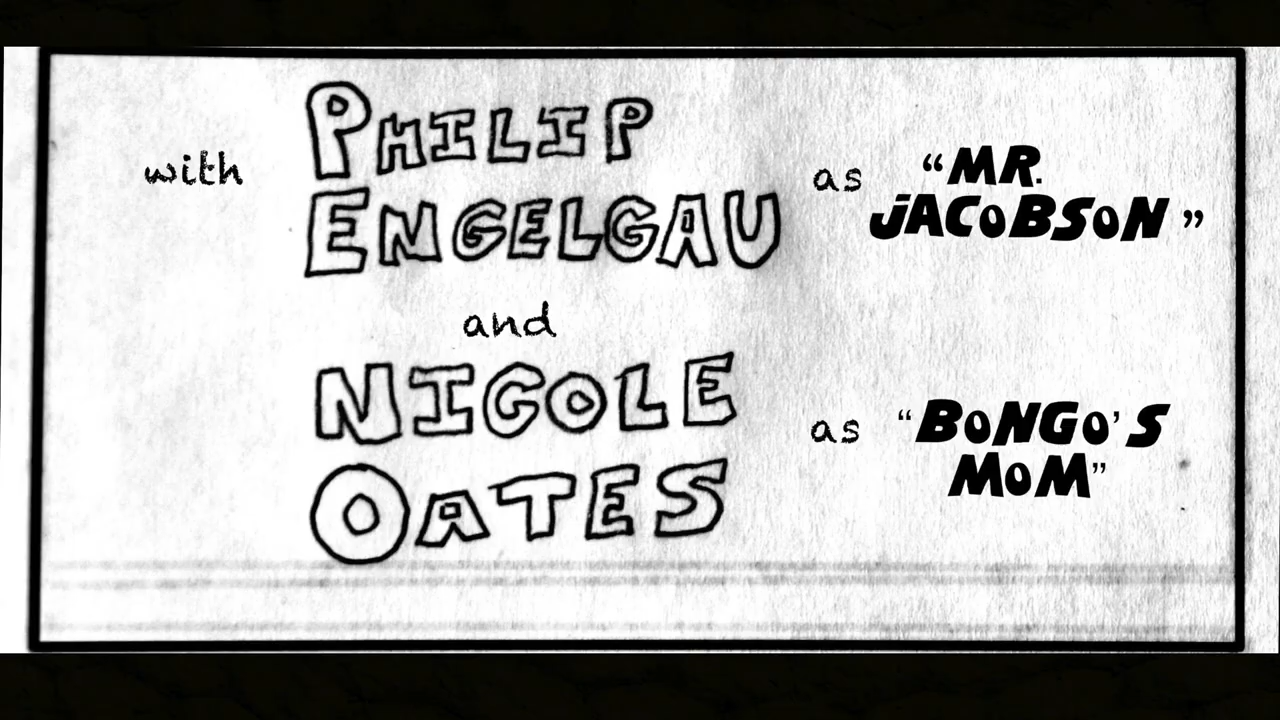 with PHILIP ENGELGAU as “MR. JACOBSON”
and
NICOLE OATES as “BONGO’S MOM”